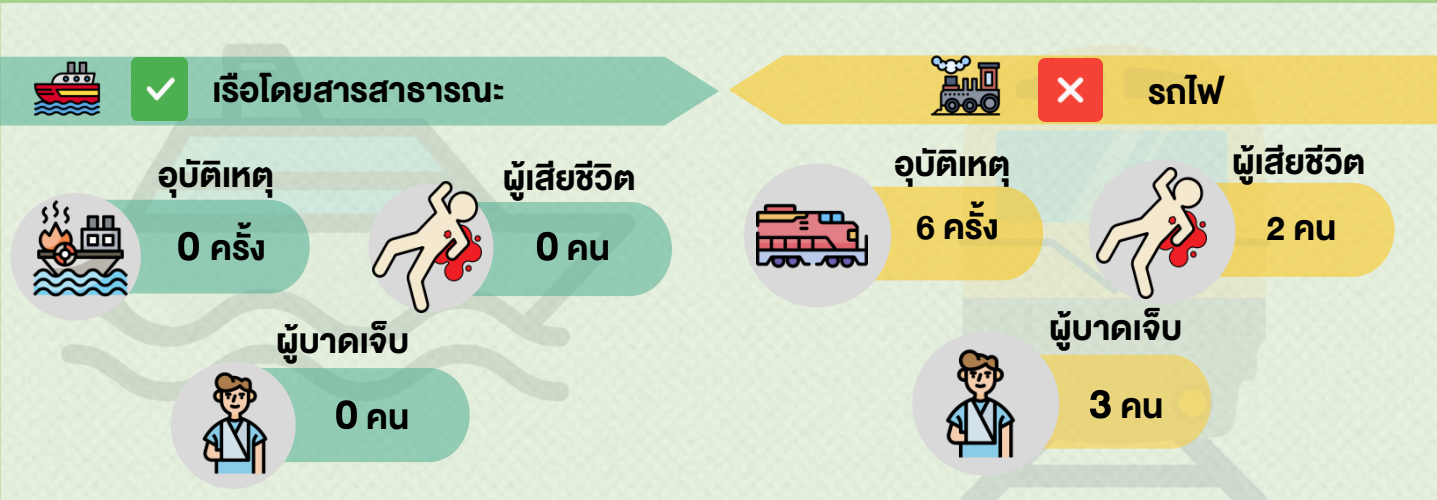 เรือโดยสารสาธารณะ
อุบัติเหตุ
0 ครั้ง
ผู้เสียชีวิต
0 คน
ผู้บาดเจ็บ
0 คน
รถไฟ
อุบัติเหตุ
6 ครั้ง
ผู้เสียชีวิต
2 คน
ผู้บาดเจ็บ
3 คน